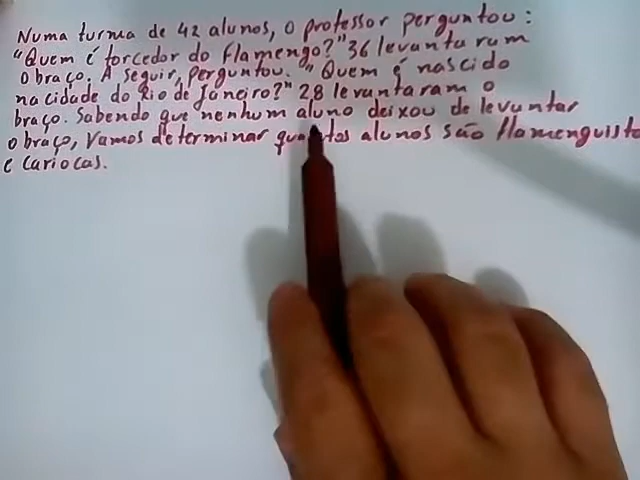 Numa turma de 42 alunos, o professor perguntou:
"Quem é torcedor do Flamengo?" 36 levantaram
o braço. A seguir, perguntou. "Quem é nascido
na cidade do Rio de Janeiro?" 28 levantaram o
braço. Sabendo que nenhum aluno deixou de levantar
o braço, vamos determinar quantos alunos são flamenguista
e cariocas.